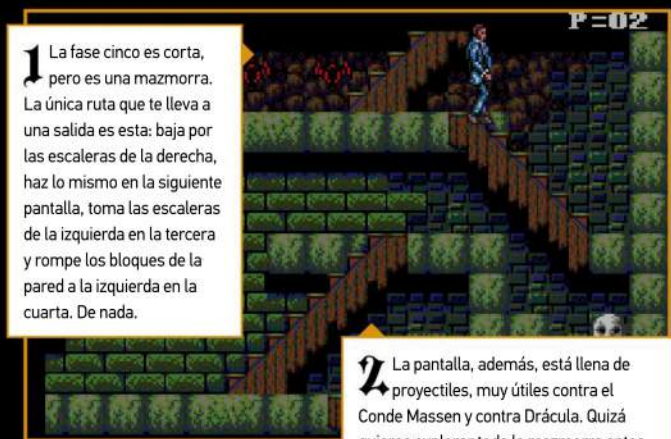 P=02
1 La fase cinco es corta,
pero es una mazmorra.
La única ruta que te lleva a
una salida es esta: baja por
las escaleras de la derecha,
haz lo mismo en la siguiente
pantalla, toma las escaleras
de la izquierda en la tercera
y rompe los bloques de la
pared a la izquierda en la
cuarta. De nada.
2 La pantalla, además, está llena de
proyectiles, muy útiles contra el
Conde Massen y contra Drácula. Quizá